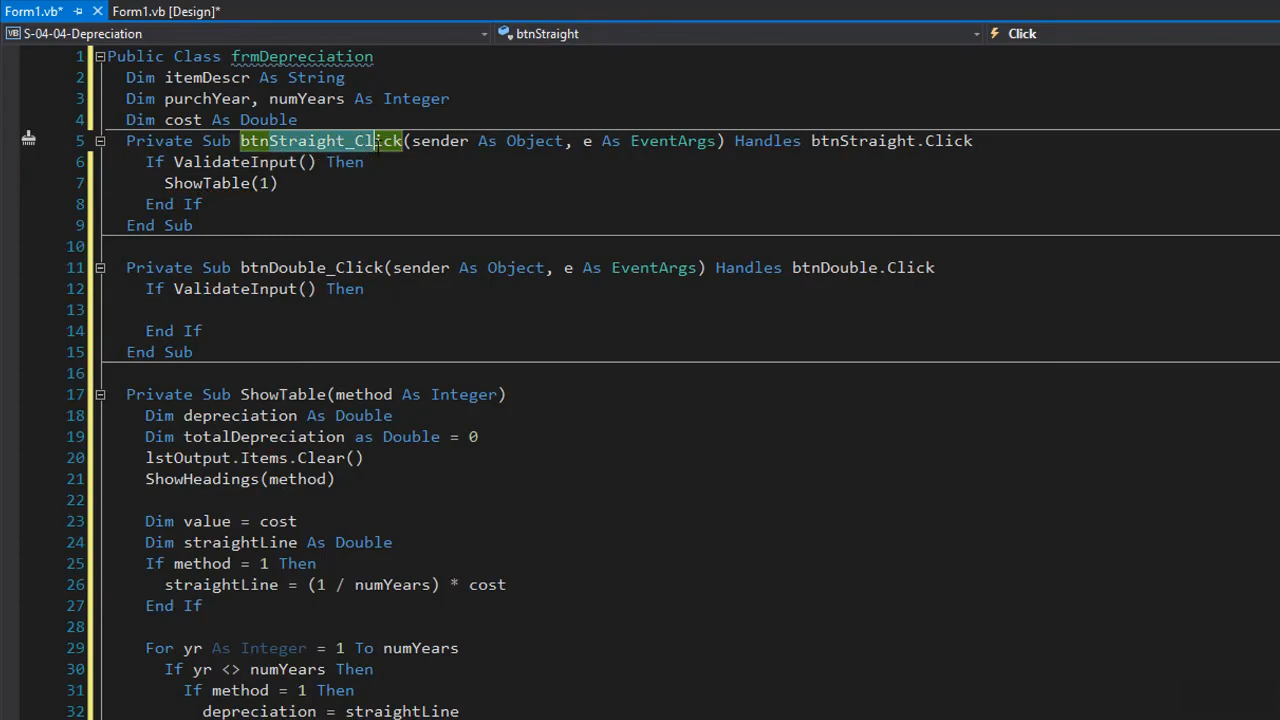 Form1.vb* Form1.vb [Design]*
VB S-04-04-Depreciation btnStraight Click
1 Public Class frmDepreciation
2 Dim itemDescr As String
3 Dim purchYear, numYears As Integer
4 Dim cost As Double
5 Private Sub btnStraight_Click(sender As Object, e As EventArgs) Handles btnStraight.Click
6 If ValidateInput() Then
7 ShowTable(1)
8 End If
9 End Sub
10
11 Private Sub btnDouble_Click(sender As Object, e As EventArgs) Handles btnDouble.Click
12 If ValidateInput() Then
13
14 End If
15 End Sub
16
17 Private Sub ShowTable(method As Integer)
18 Dim depreciation As Double
19 Dim totalDepreciation as Double = 0
20 lstOutput.Items.Clear()
21 ShowHeadings(method)
22
23 Dim value = cost
24 Dim straightLine As Double
25 If method = 1 Then
26 straightLine = (1 / numYears) * cost
27 End If
28
29 For yr As Integer = 1 To numYears
30 If yr <> numYears Then
31 If method = 1 Then
32 depreciation = straightLine